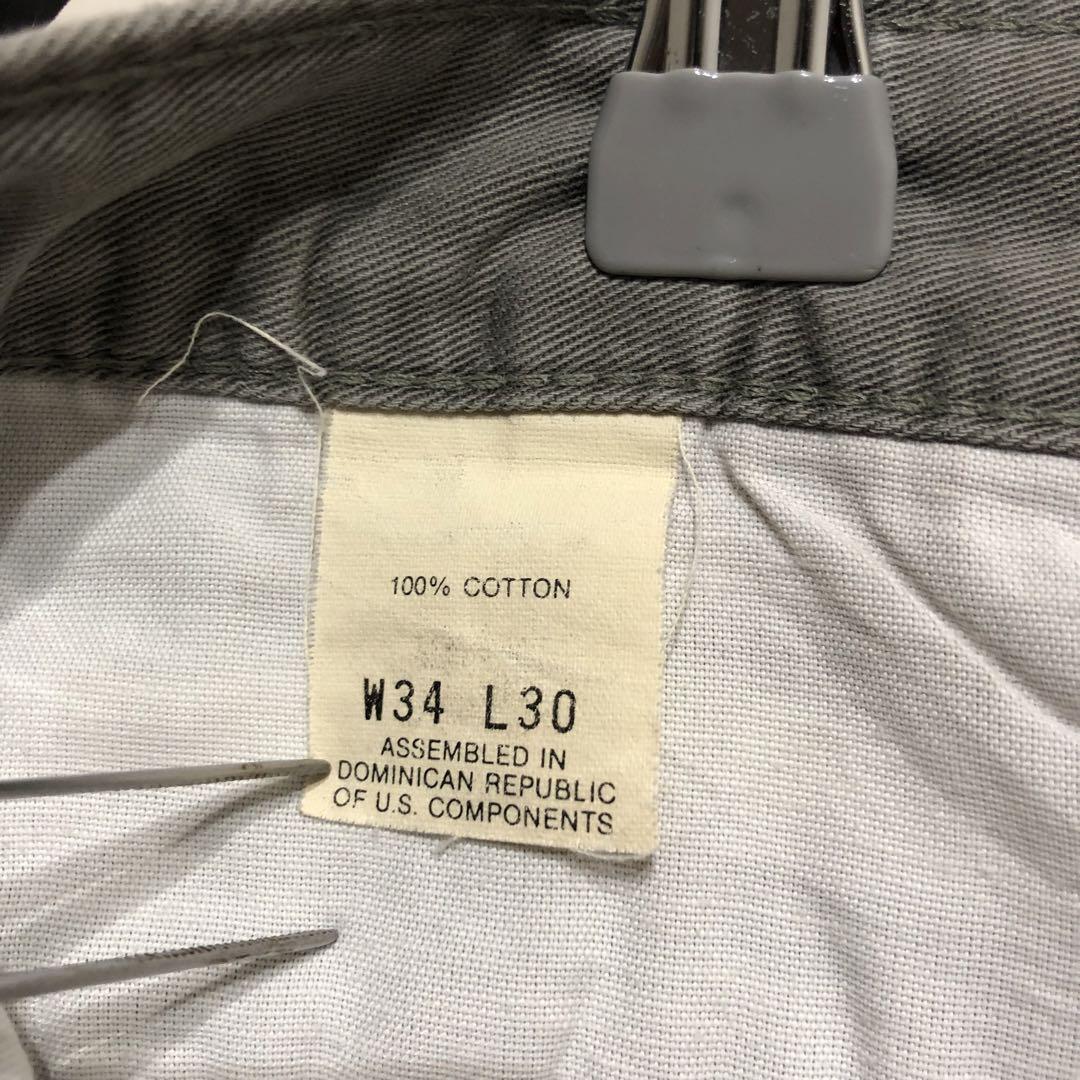 100% COTTON
W34 L30
ASSEMBLED IN
DOMINICAN REPUBLIC
OF U.S. COMPONENTS